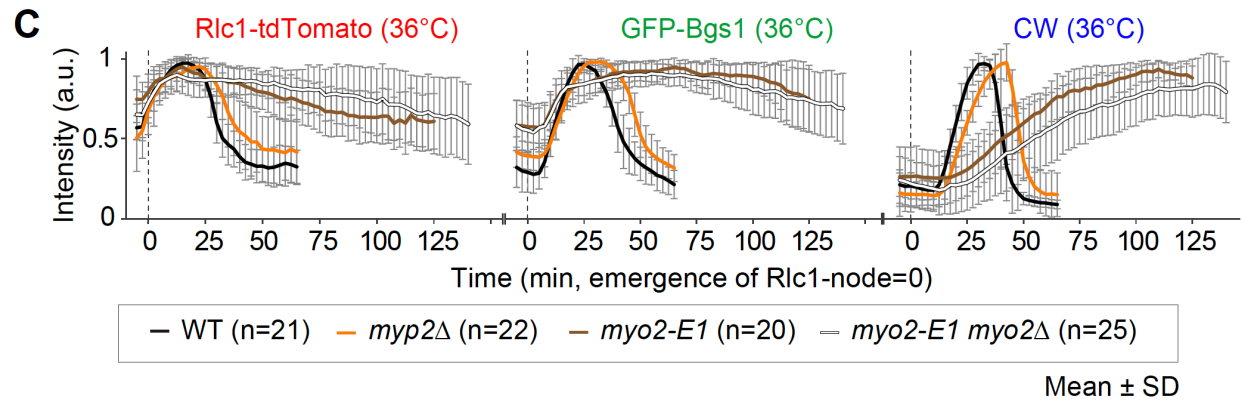 C
Rlc1-tdTomato (36°C) GFP-Bgs1 (36°C) CW (36°C)
Intensity (a.u.)
1
0.5
0
0 25 50 75 100 125 0 25 50 75 100 125 0 25 50 75 100 125
Time (min, emergence of Rlc1-node=0)
WT (n=21) myp2Δ (n=22) myo2-E1 (n=20) myo2-E1 myo2Δ (n=25)
Mean ± SD